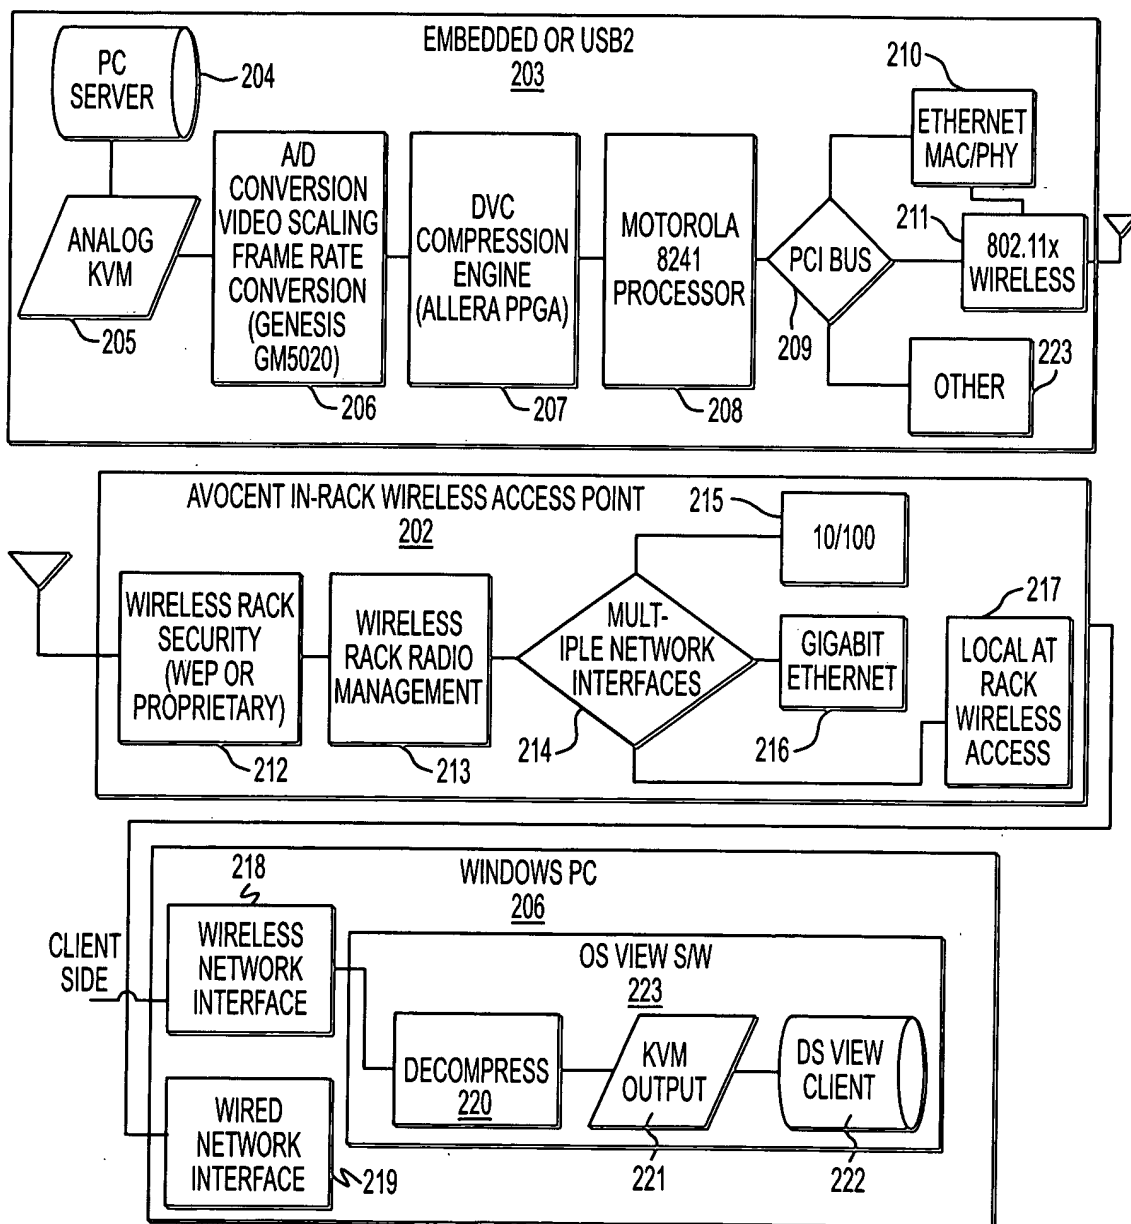 EMBEDDED OR USB2
203
PC
SERVER
204
ANALOG
KVM
205
A/D
CONVERSION
VIDEO SCALING
FRAME RATE
CONVERSION
(GENESIS
GM5020)
206
DVC
COMPRESSION
ENGINE
(ALLERA PPGA)
207
MOTOROLA
8241
PROCESSOR
208
PCI BUS
209
210
ETHERNET
MAC/PHY
211
802.11x
WIRELESS
OTHER
223
AVOCENT IN-RACK WIRELESS ACCESS POINT
202
WIRELESS RACK
SECURITY
(WEP OR
PROPRIETARY)
212
WIRELESS
RACK RADIO
MANAGEMENT
213
MULT-
IPLE NETWORK
INTERFACES
214
215
10/100
GIGABIT
ETHERNET
216
217
LOCAL AT
RACK
WIRELESS
ACCESS
WINDOWS PC
206
CLIENT
SIDE
218
WIRELESS
NETWORK
INTERFACE
WIRED
NETWORK
INTERFACE
219
OS VIEW S/W
223
DECOMPRESS
220
KVM
OUTPUT
221
DS VIEW
CLIENT
222